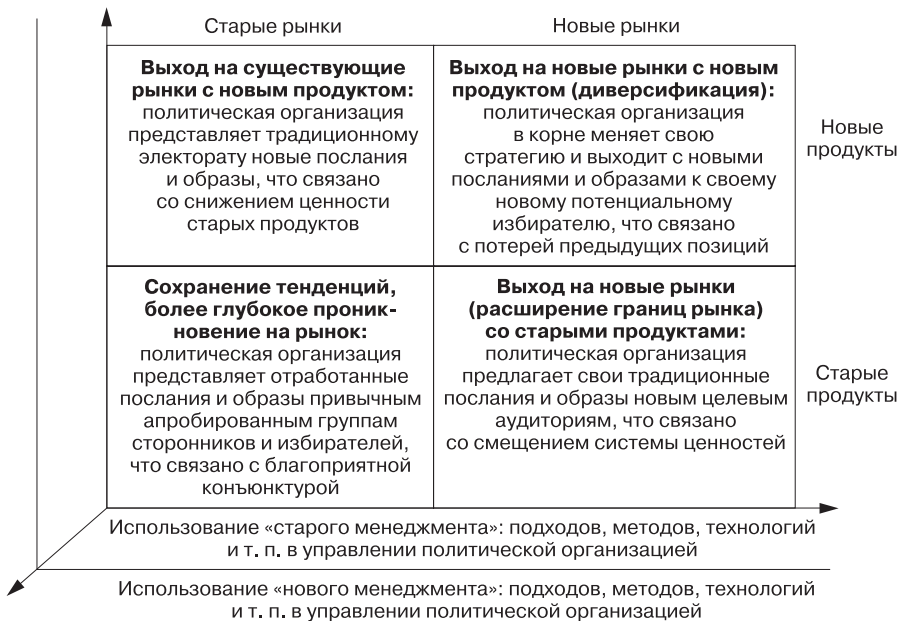 Старые рынки
Новые рынки
Выход на существующие
рынки с новым продуктом:
политическая организация
представляет традиционному
электорату новые послания
и образы, что связано
со снижением ценности
старых продуктов
Выход на новые рынки с новым
продуктом (диверсификация):
политическая организация
в корне меняет свою
стратегию и выходит с новыми
посланиями и образами к своему
новому потенциальному
избирателю, что связано
с потерей предыдущих позиций
Новые
продукты
Сохранение тенденций,
более глубокое проник-
новение на рынок:
политическая организация
представляет отработанные
послания и образы привычным
апробированным группам
сторонников и избирателей,
что связано с благоприятной
конъюнктурой
Выход на новые рынки
(расширение границ рынка)
со старыми продуктами:
политическая организация
предлагает свои традиционные
послания и образы новым целевым
аудиториям, что связано
со смещением системы ценностей
Старые
продукты
Использование «старого менеджмента»: подходов, методов, технологий
и т. п. в управлении политической организацией
Использование «нового менеджмента»: подходов, методов, технологий
и т. п. в управлении политической организацией